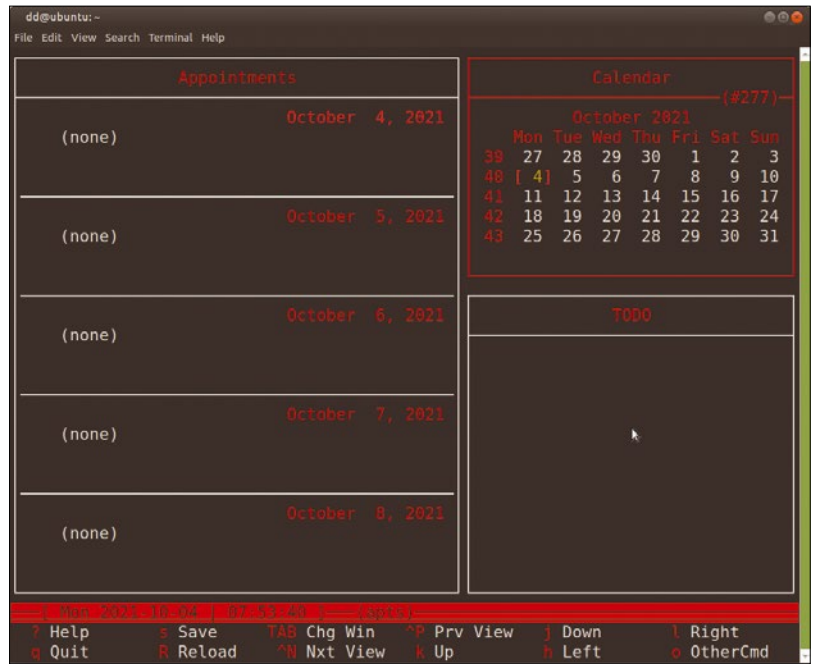 dd@ubuntu: ~
File Edit View Search Terminal Help
Appointments
October 4, 2021
(none)
October 5, 2021
(none)
October 6, 2021
(none)
October 7, 2021
(none)
October 8, 2021
(none)
Calendar
(#277)
October 2021
Mon Tue Wed Thu Fri Sat Sun
39 27 28 29 30 1 2 3
40 [ 4] 5 6 7 8 9 10
41 11 12 13 14 15 16 17
42 18 19 20 21 22 23 24
43 25 26 27 28 29 30 31
TODO
[ Mon 2021-10-04 | 07:53:40 ] (apts)
? Help s Save TAB Chg Win ^P Prv View j Down l Right
q Quit R Reload ^N Nxt View k Up h Left o OtherCmd